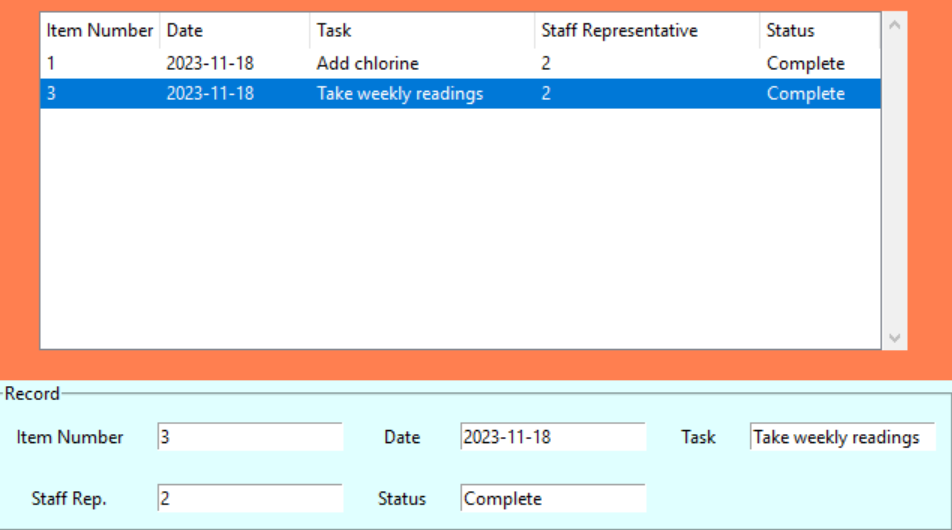 Item Number Date Task Staff Representative Status
1 2023-11-18 Add chlorine 2 Complete
3 2023-11-18 Take weekly readings 2 Complete
Record
Item Number 3 Date 2023-11-18 Task Take weekly readings
Staff Rep. 2 Status Complete